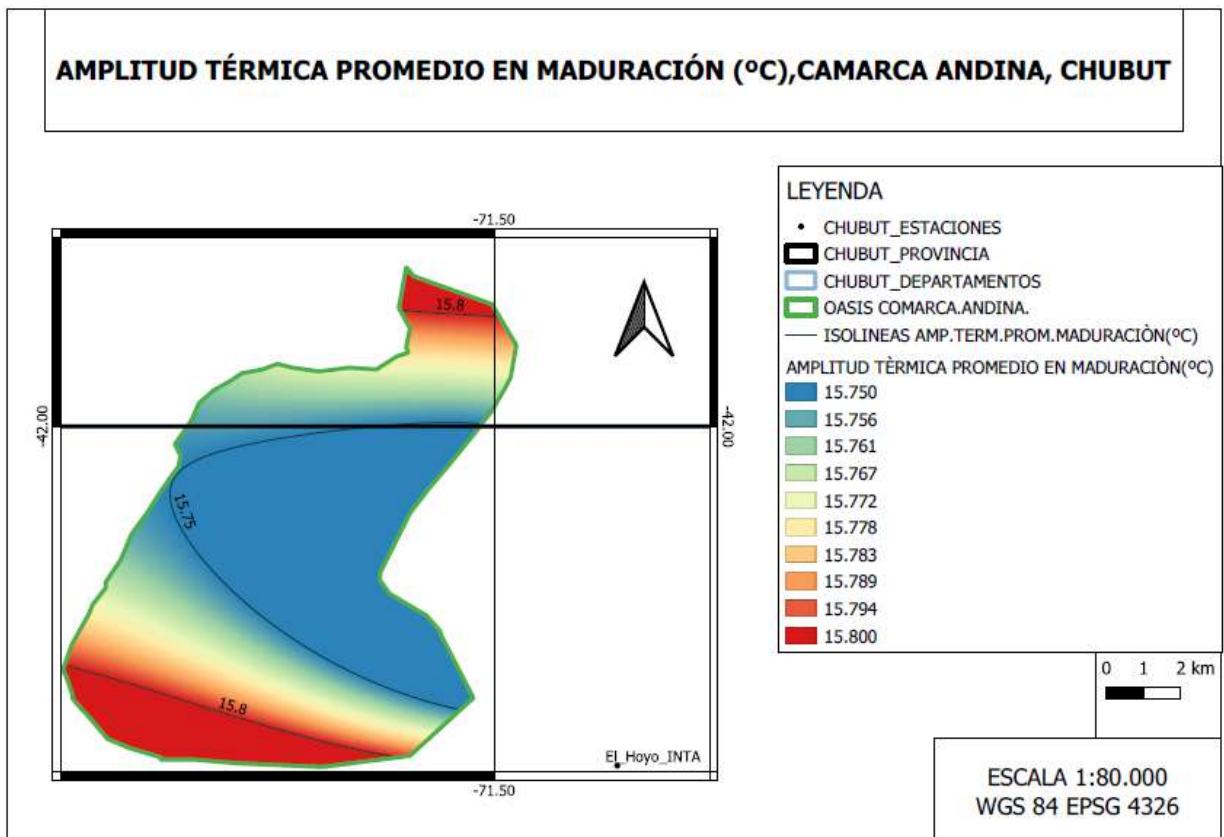 AMPLITUD TÉRMICA PROMEDIO EN MADURACIÓN (ºC),CAMARCA ANDINA, CHUBUT
-71.50
-42.00
-42.00
15.8
15.75
15.8
El_Hoyo_INTA
-71.50
LEYENDA
CHUBUT_ESTACIONES
CHUBUT_PROVINCIA
CHUBUT_DEPARTAMENTOS
OASIS COMARCA.ANDINA.
ISOLINEAS AMP.TERM.PROM.MADURACIÒN(ºC)
AMPLITUD TÈRMICA PROMEDIO EN MADURACIÒN(ºC)
15.750
15.756
15.761
15.767
15.772
15.778
15.783
15.789
15.794
15.800
0 1 2 km
ESCALA 1:80.000
WGS 84 EPSG 4326